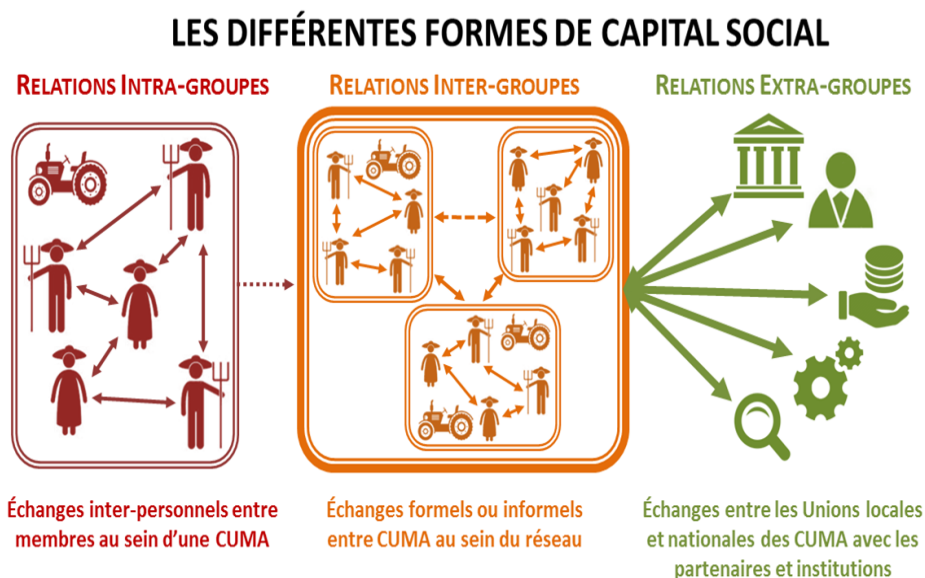 LES DIFFÉRENTES FORMES DE CAPITAL SOCIAL
RELATIONS INTRA-GROUPES
RELATIONS INTER-GROUPES
RELATIONS EXTRA-GROUPES
Échanges inter-personnels entre
membres au sein d'une CUMA
Échanges formels ou informels
entre CUMA au sein du réseau
Échanges entre les Unions locales
et nationales des CUMA avec les
partenaires et institutions